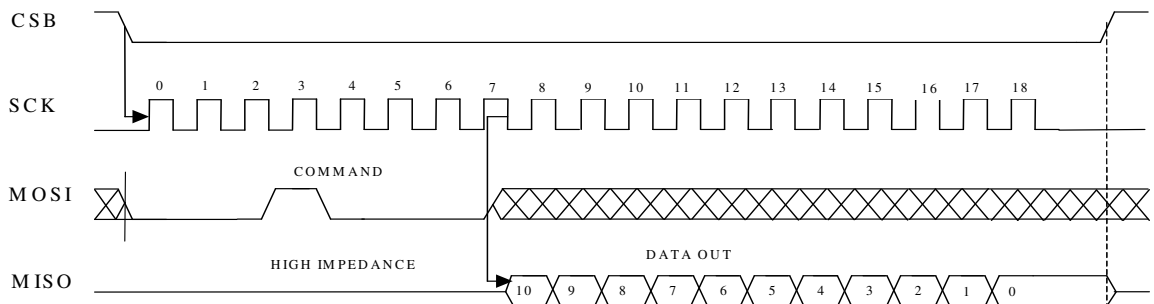 CSB
0 1 2 3 4 5 6 7 8 9 10 11 12 13 14 15 16 17 18
SCK
COMMAND
MOSI
HIGH IMPEDANCE
DATA OUT
MISO
10 9 8 7 6 5 4 3 2 1 0